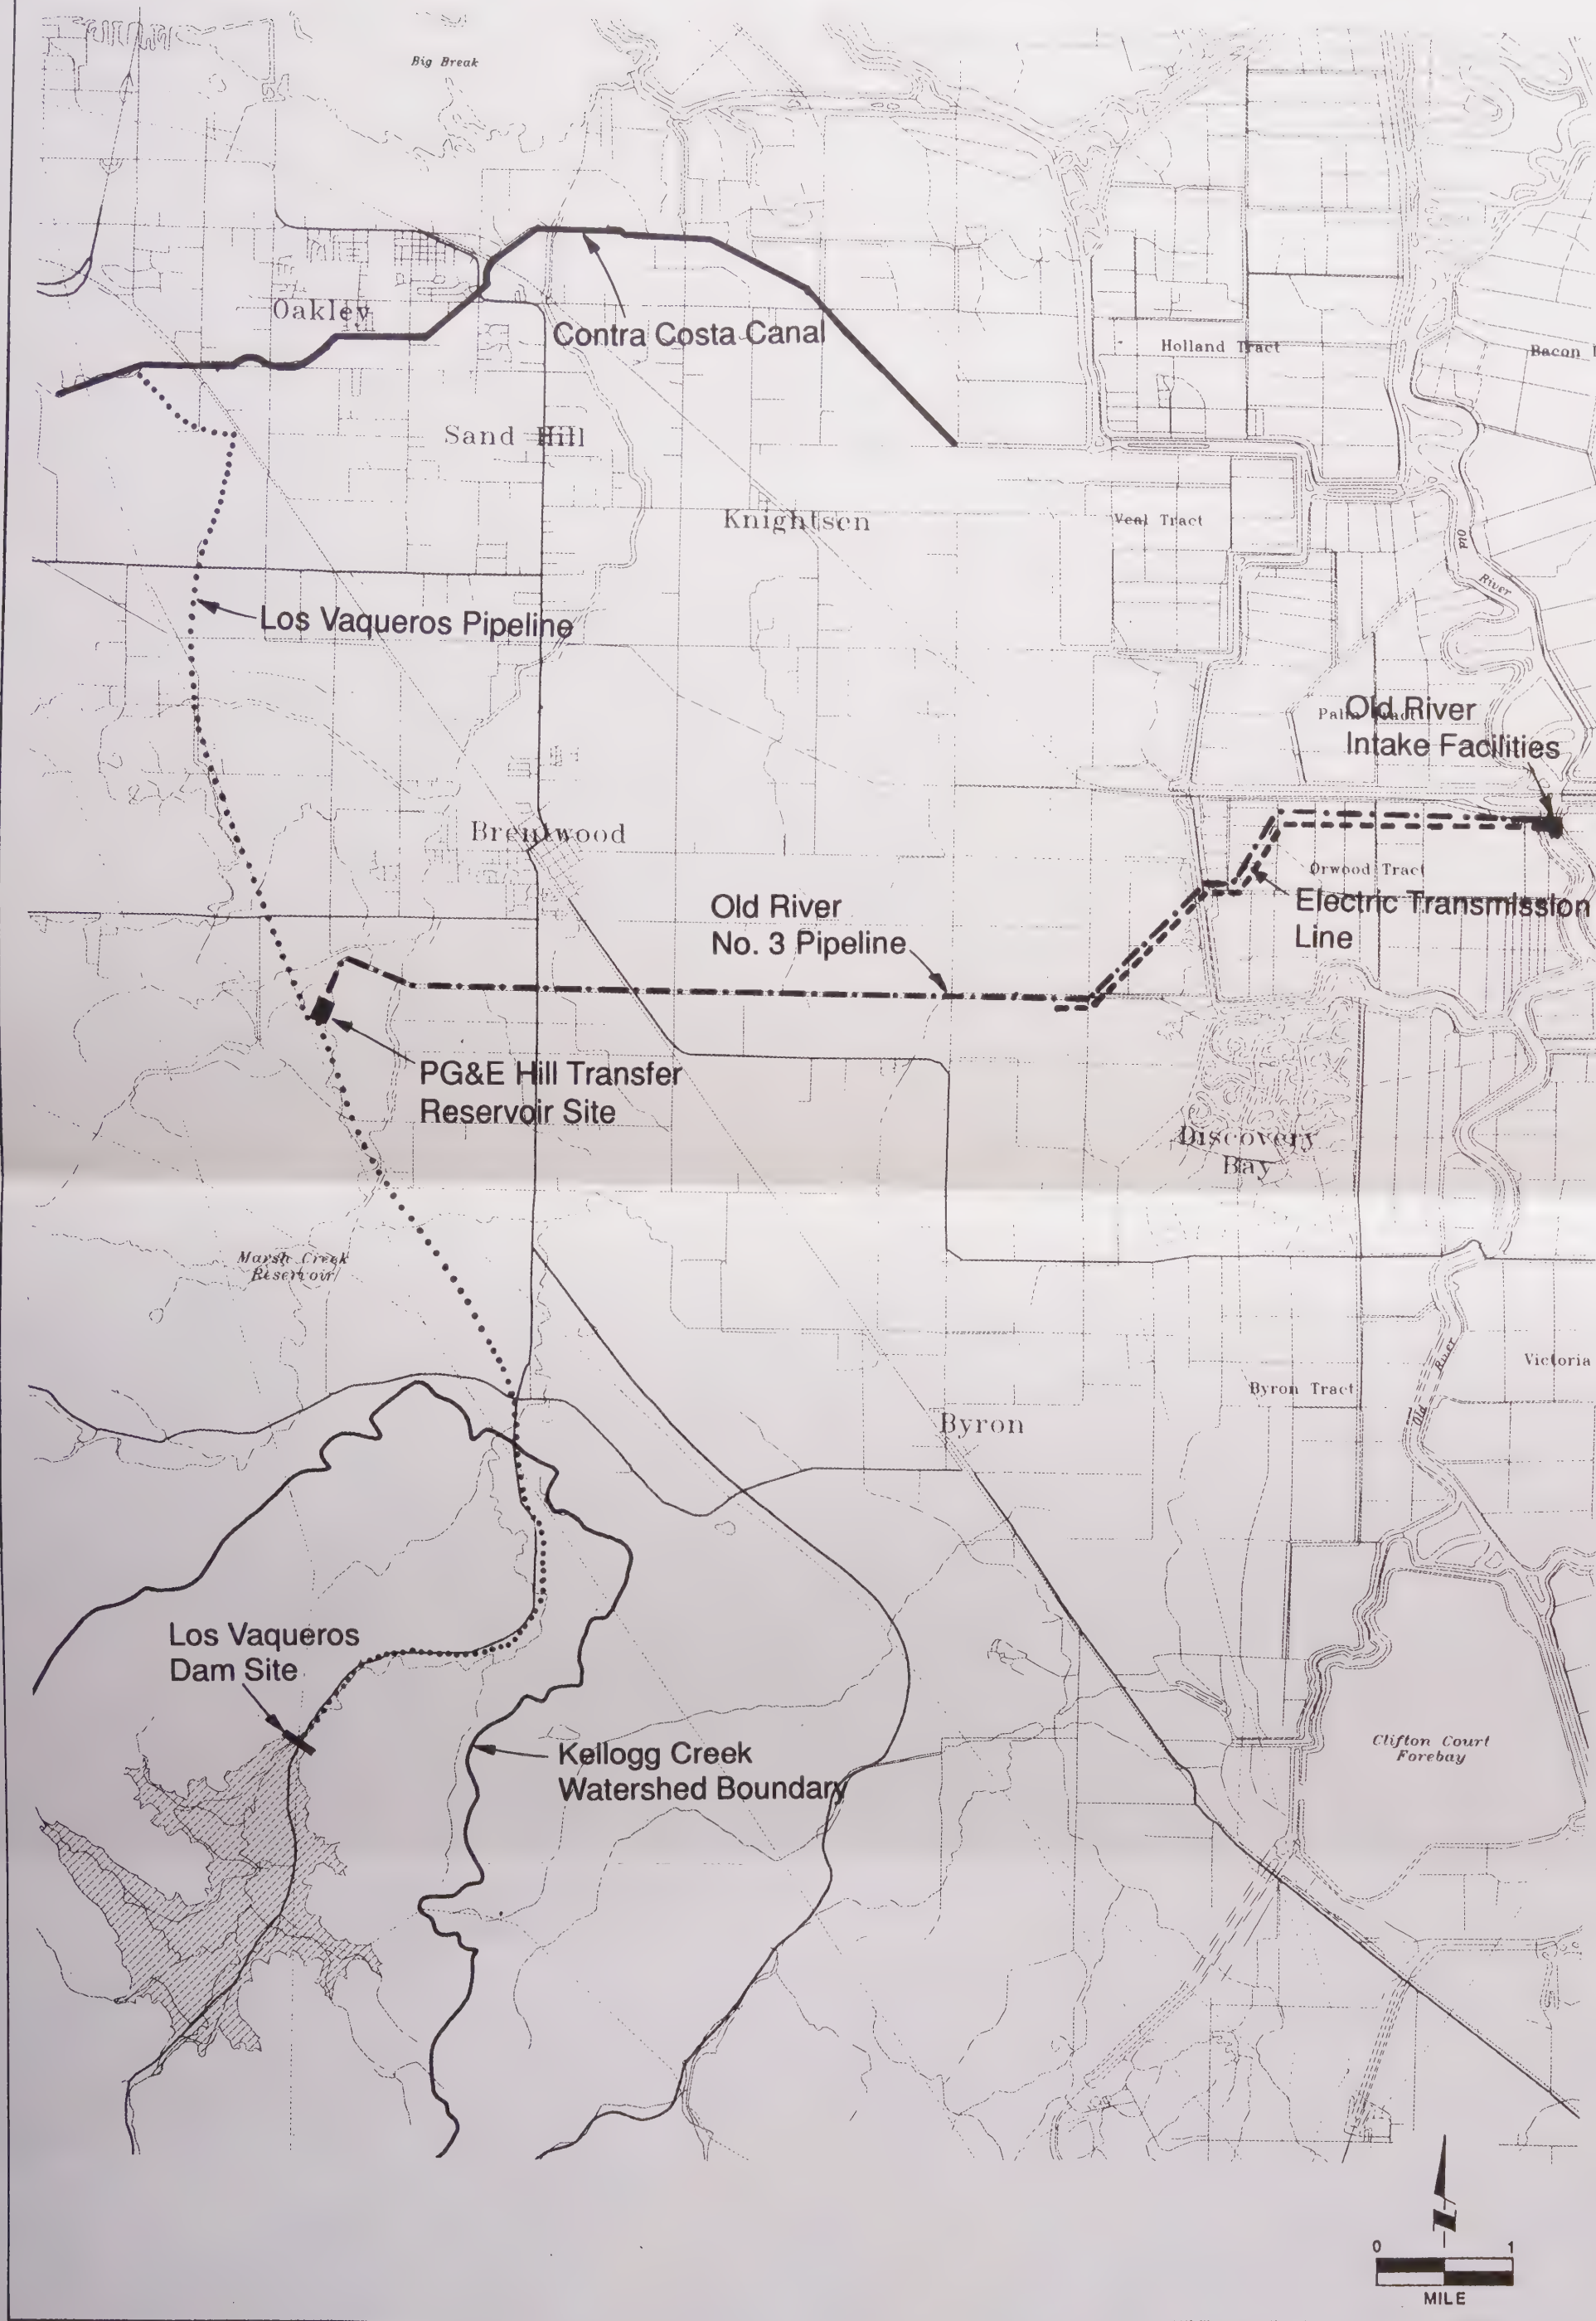 Big Break
Oakley
Contra Costa Canal
Holland Tract
Bacon
Sand Hill
Knightsen
Veal Tract
Old
River
Los Vaqueros Pipeline
Palm Tract
Old River
Intake Facilities
Brentwood
Orwood Tract
Electric Transmission
Line
Old River
No. 3 Pipeline
PG&E Hill Transfer
Reservoir Site
Discovery
Bay
Marsh Creek
Reservoir
River
Old
Victoria
Byron Tract
Byron
Los Vaqueros
Dam Site
Kellogg Creek
Watershed Boundary
Clifton Court
Forebay
N
0 1
MILE